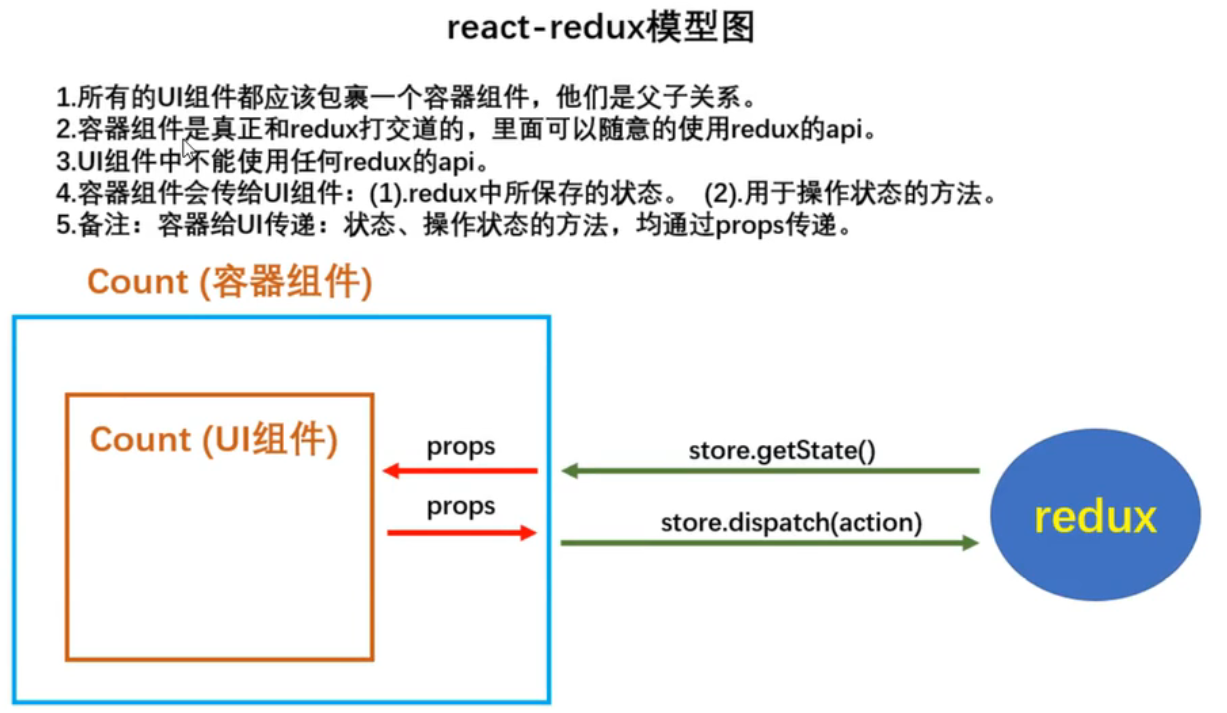 react-redux模型图
1.所有的UI组件都应该包裹一个容器组件，他们是父子关系。
2.容器组件是真正和redux打交道的，里面可以随意的使用redux的api。
3.UI组件中不能使用任何redux的api。
4.容器组件会传给UI组件：(1).redux中所保存的状态。 (2).用于操作状态的方法。
5.备注：容器给UI传递：状态、操作状态的方法，均通过props传递。
Count (容器组件)
Count (UI组件)
props
store.getState()
props
store.dispatch(action)
redux